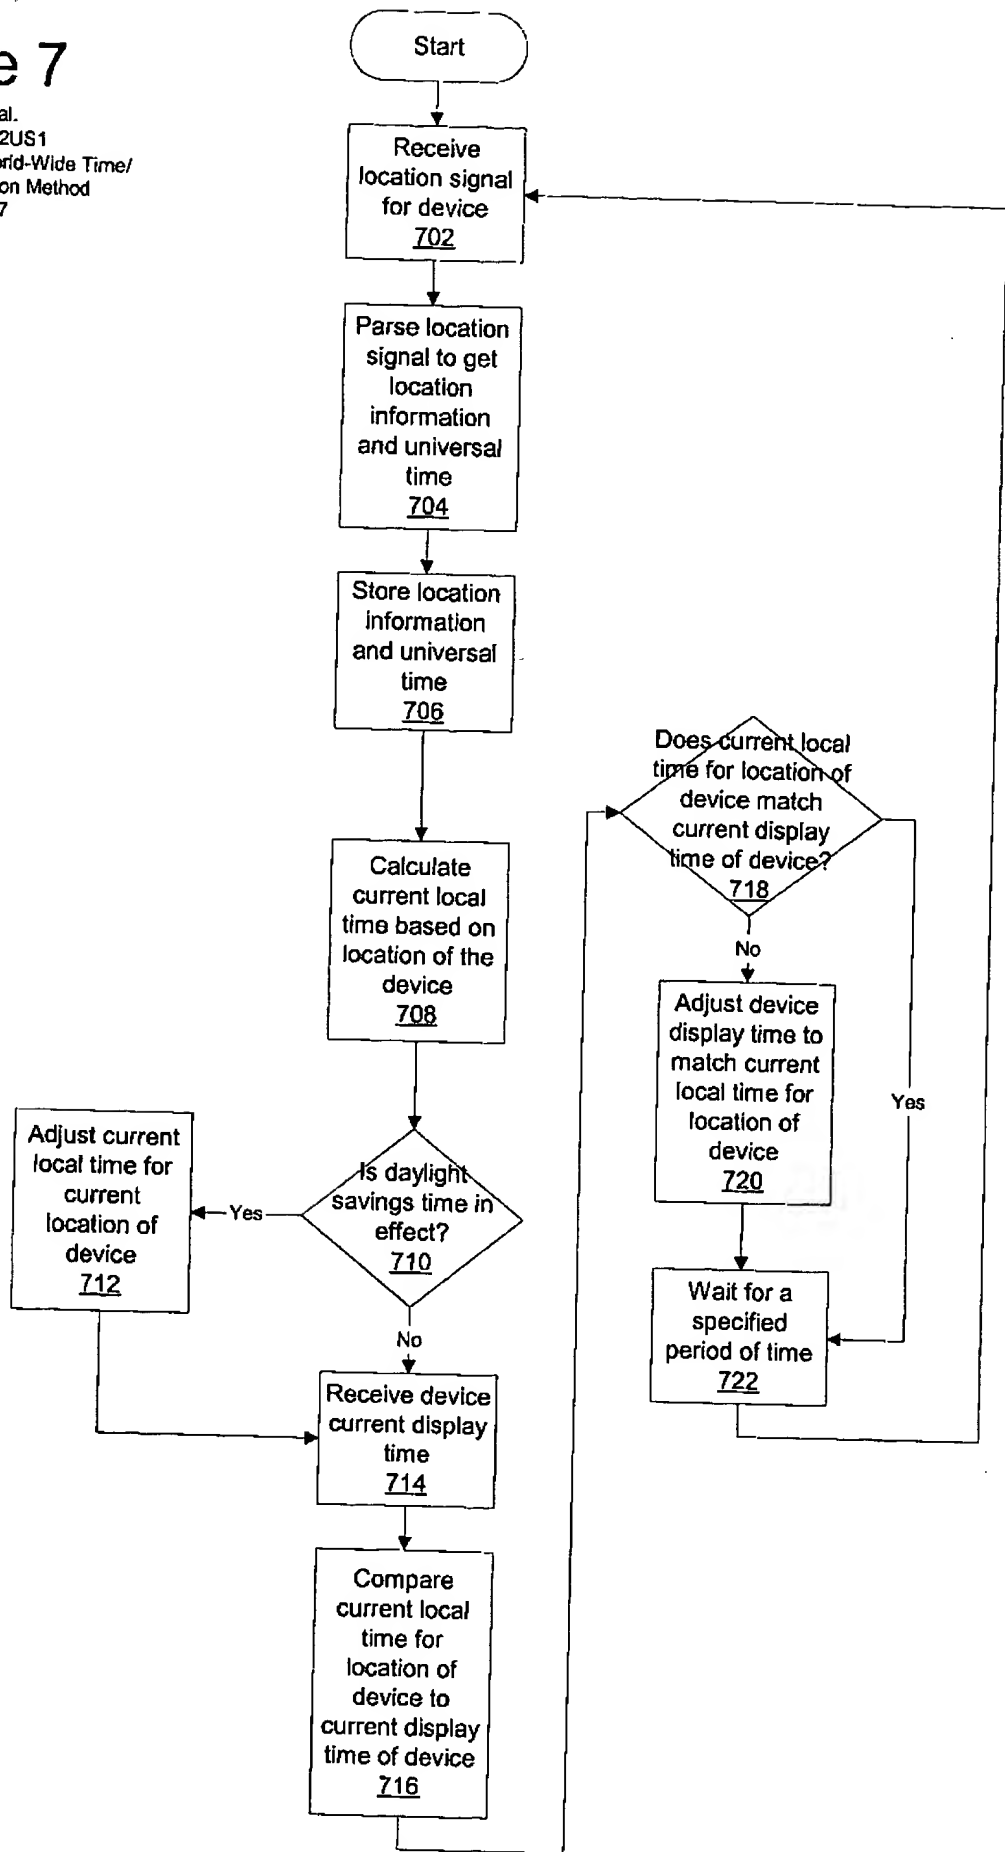 e 7
al.
2US1
orld-Wide Time/
on Method
7
Start
Receive
location signal
for device
702
Parse location
signal to get
location
information
and universal
time
704
Store location
information
and universal
time
706
Calculate
current local
time based on
location of the
device
708
Is daylight
savings time in
effect?
710
Yes
Adjust current
local time for
current
location of
device
712
No
Receive device
current display
time
714
Compare
current local
time for
location of
device to
current display
time of device
716
Does current local
time for location of
device match
current display
time of device?
718
No
Adjust device
display time to
match current
local time for
location of
device
720
Yes
Wait for a
specified
period of time
722